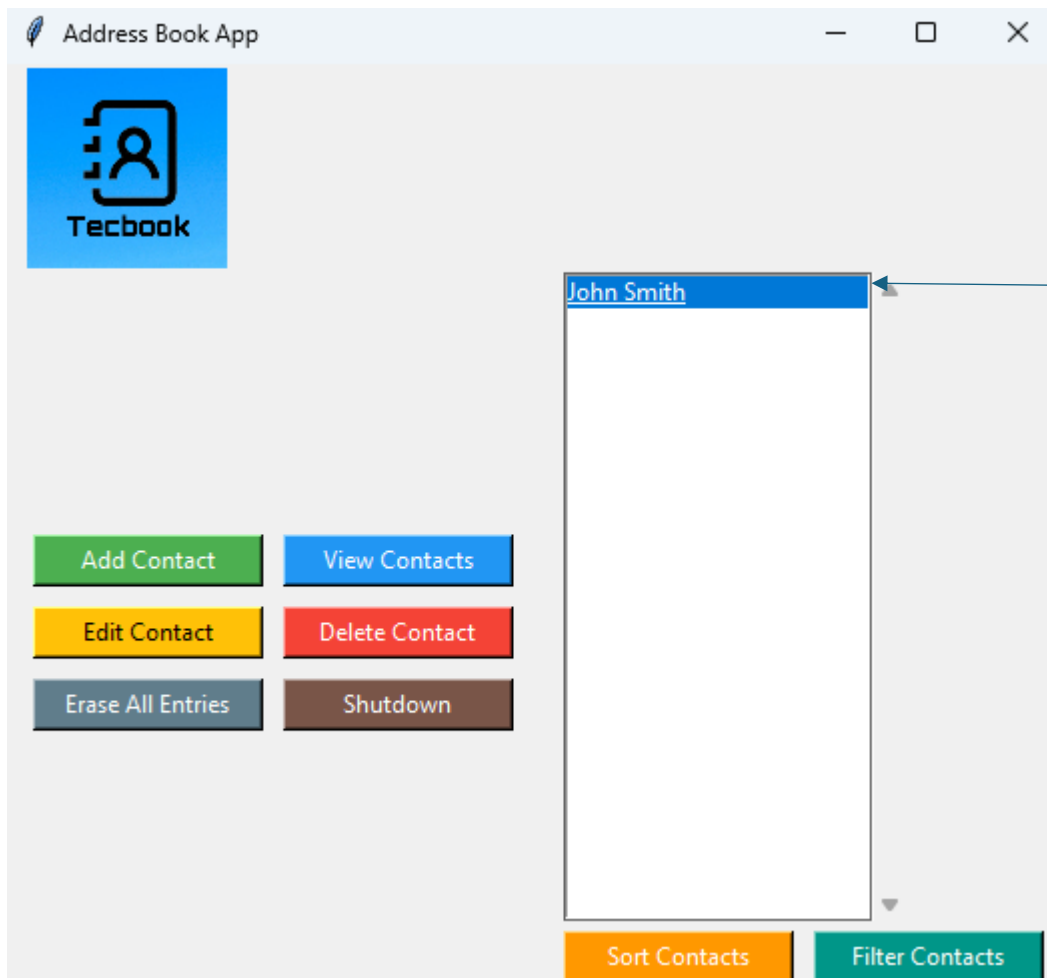 Address Book App
Tecbook
John Smith
Add Contact
View Contacts
Edit Contact
Delete Contact
Erase All Entries
Shutdown
Sort Contacts
Filter Contacts